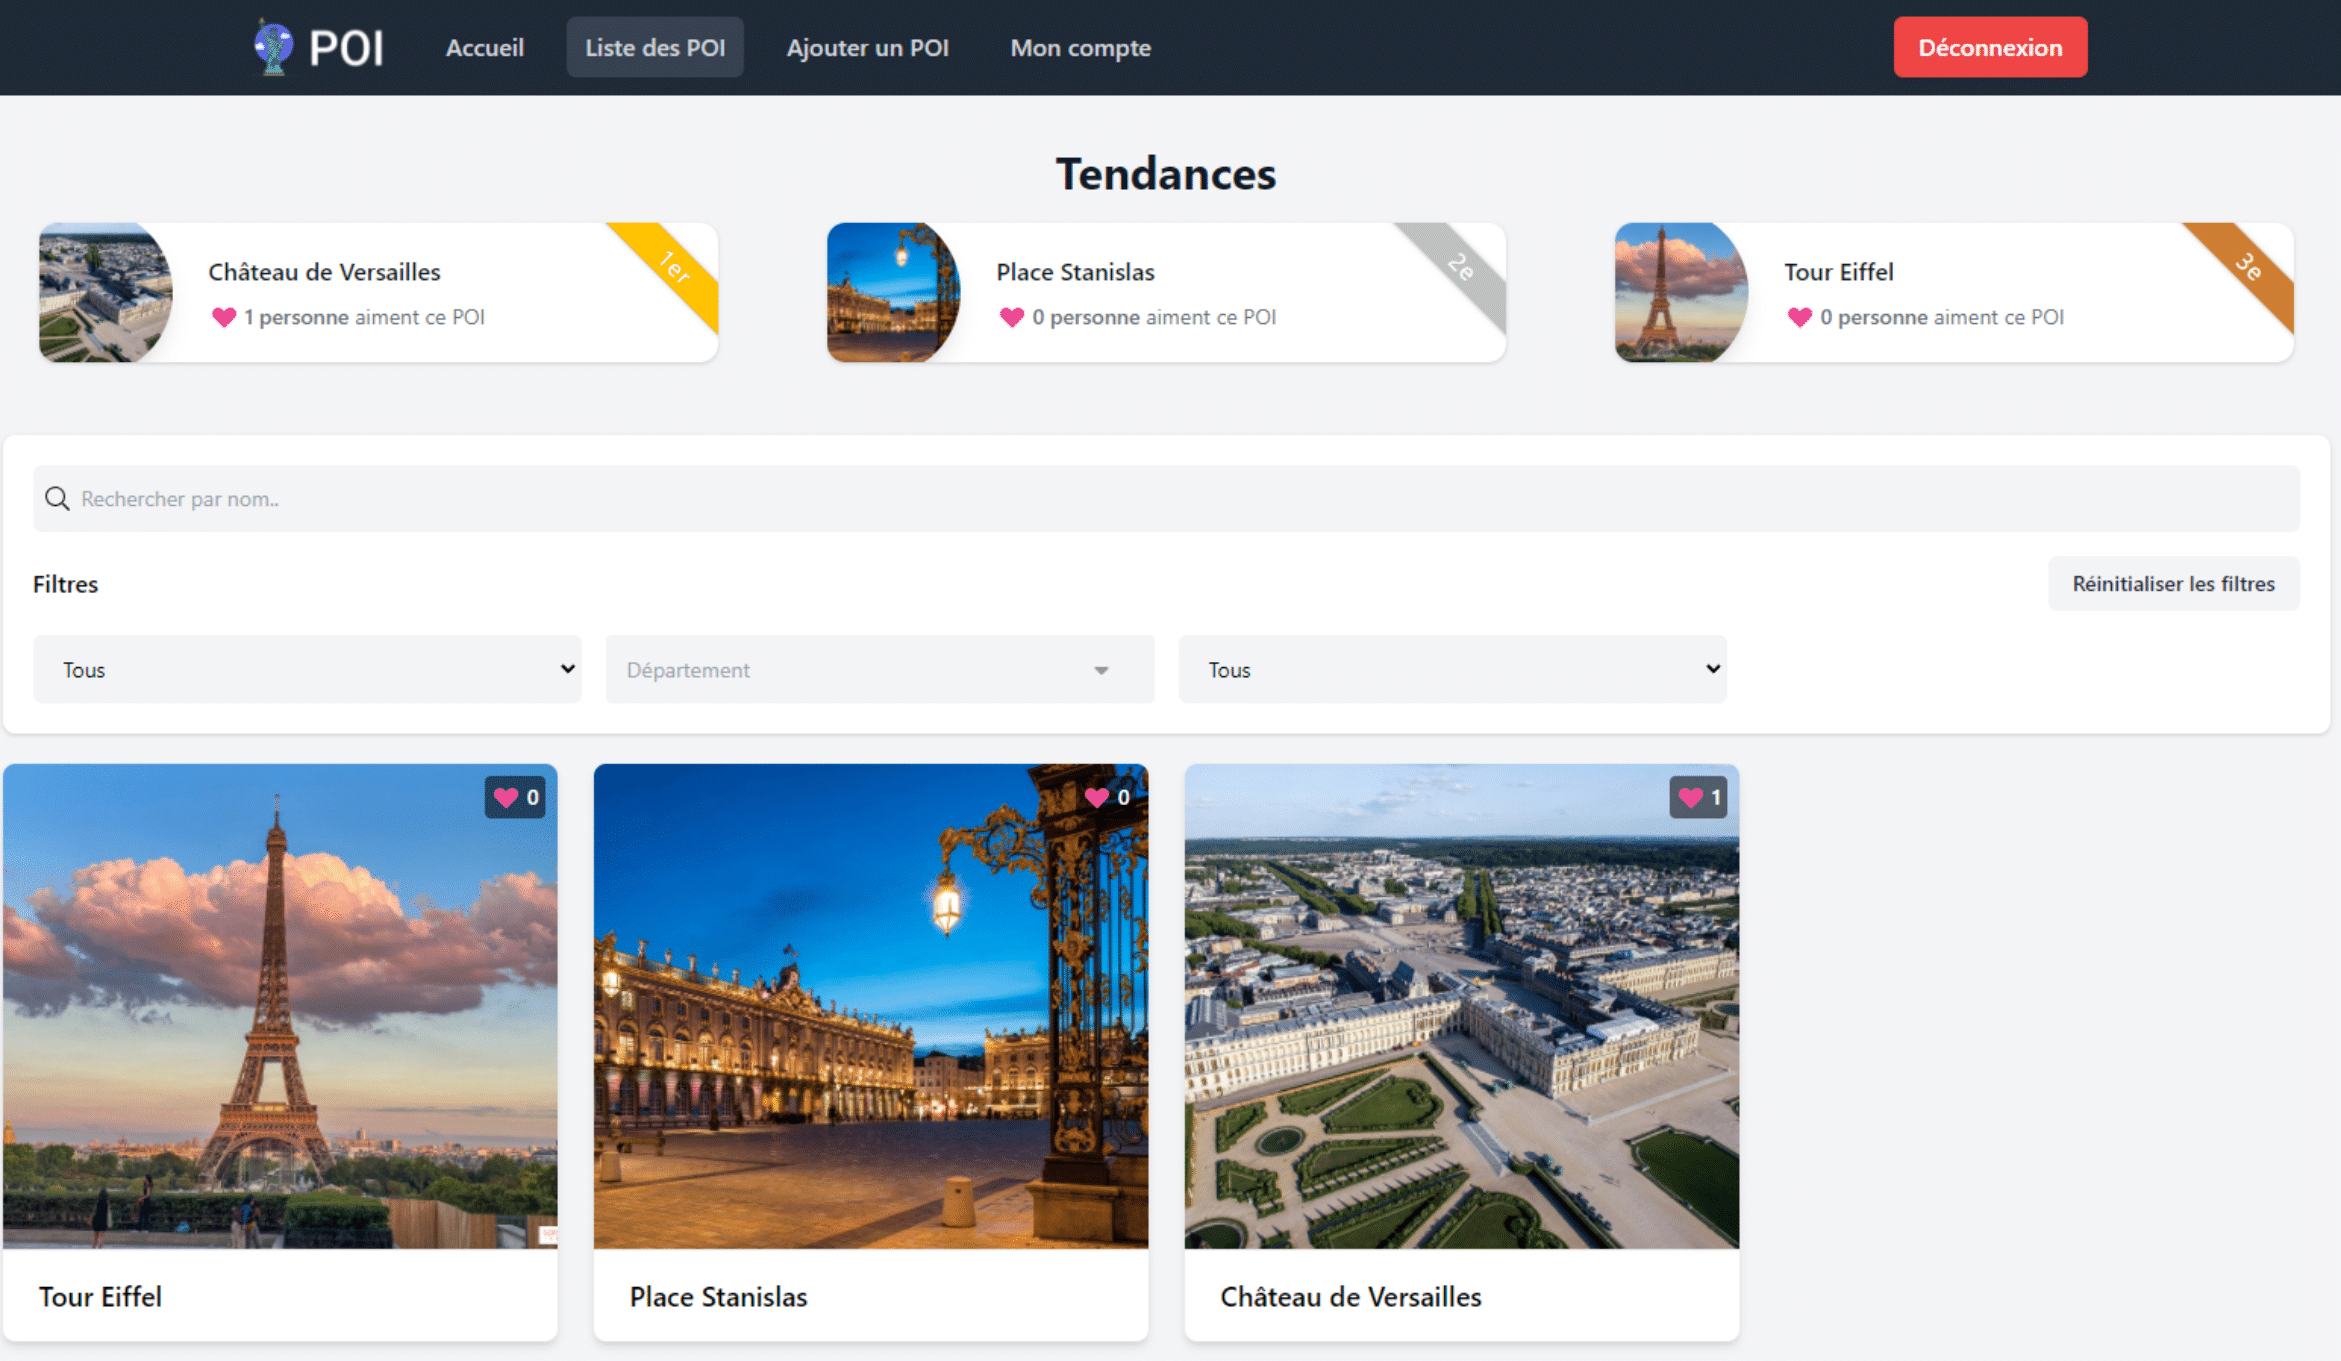 POI
Accueil
Liste des POI
Ajouter un POI
Mon compte
Déconnexion
Tendances
Château de Versailles
1 personne aiment ce POI
1er
Place Stanislas
0 personne aiment ce POI
2e
Tour Eiffel
0 personne aiment ce POI
3e
Rechercher par nom..
Filtres
Réinitialiser les filtres
Tous
Département
Tous
0
0
1
Tour Eiffel
Place Stanislas
Château de Versailles